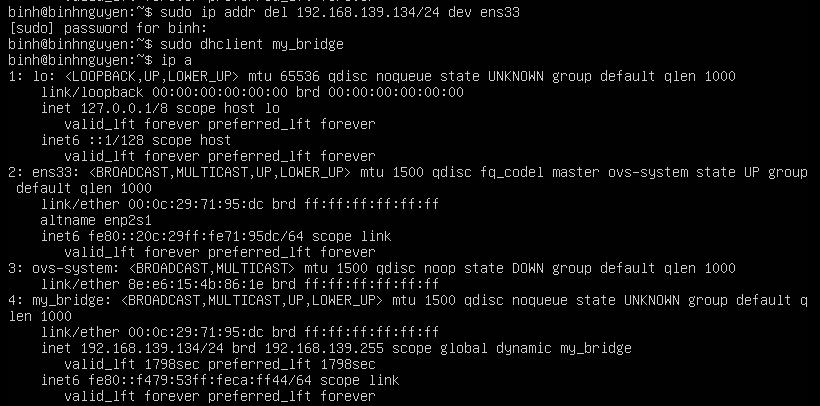 binh@binhnguyen:~$ sudo ip addr del 192.168.139.134/24 dev ens33
[sudo] password for binh:
binh@binhnguyen:~$ sudo dhclient my_bridge
binh@binhnguyen:~$ ip a
1: lo: <LOOPBACK,UP,LOWER_UP> mtu 65536 qdisc noqueue state UNKNOWN group default qlen 1000
    link/loopback 00:00:00:00:00:00 brd 00:00:00:00:00:00
    inet 127.0.0.1/8 scope host lo
       valid_lft forever preferred_lft forever
    inet6 ::1/128 scope host
       valid_lft forever preferred_lft forever
2: ens33: <BROADCAST,MULTICAST,UP,LOWER_UP> mtu 1500 qdisc fq_codel master ovs-system state UP group
 default qlen 1000
    link/ether 00:0c:29:71:95:dc brd ff:ff:ff:ff:ff:ff
    altname enp2s1
    inet6 fe80::20c:29ff:fe71:95dc/64 scope link
       valid_lft forever preferred_lft forever
3: ovs-system: <BROADCAST,MULTICAST> mtu 1500 qdisc noop state DOWN group default qlen 1000
    link/ether 8e:e6:15:4b:86:1e brd ff:ff:ff:ff:ff:ff
4: my_bridge: <BROADCAST,MULTICAST,UP,LOWER_UP> mtu 1500 qdisc noqueue state UNKNOWN group default q
len 1000
    link/ether 00:0c:29:71:95:dc brd ff:ff:ff:ff:ff:ff
    inet 192.168.139.134/24 brd 192.168.139.255 scope global dynamic my_bridge
       valid_lft 1798sec preferred_lft 1798sec
    inet6 fe80::f479:53ff:feca:ff44/64 scope link
       valid_lft forever preferred_lft forever